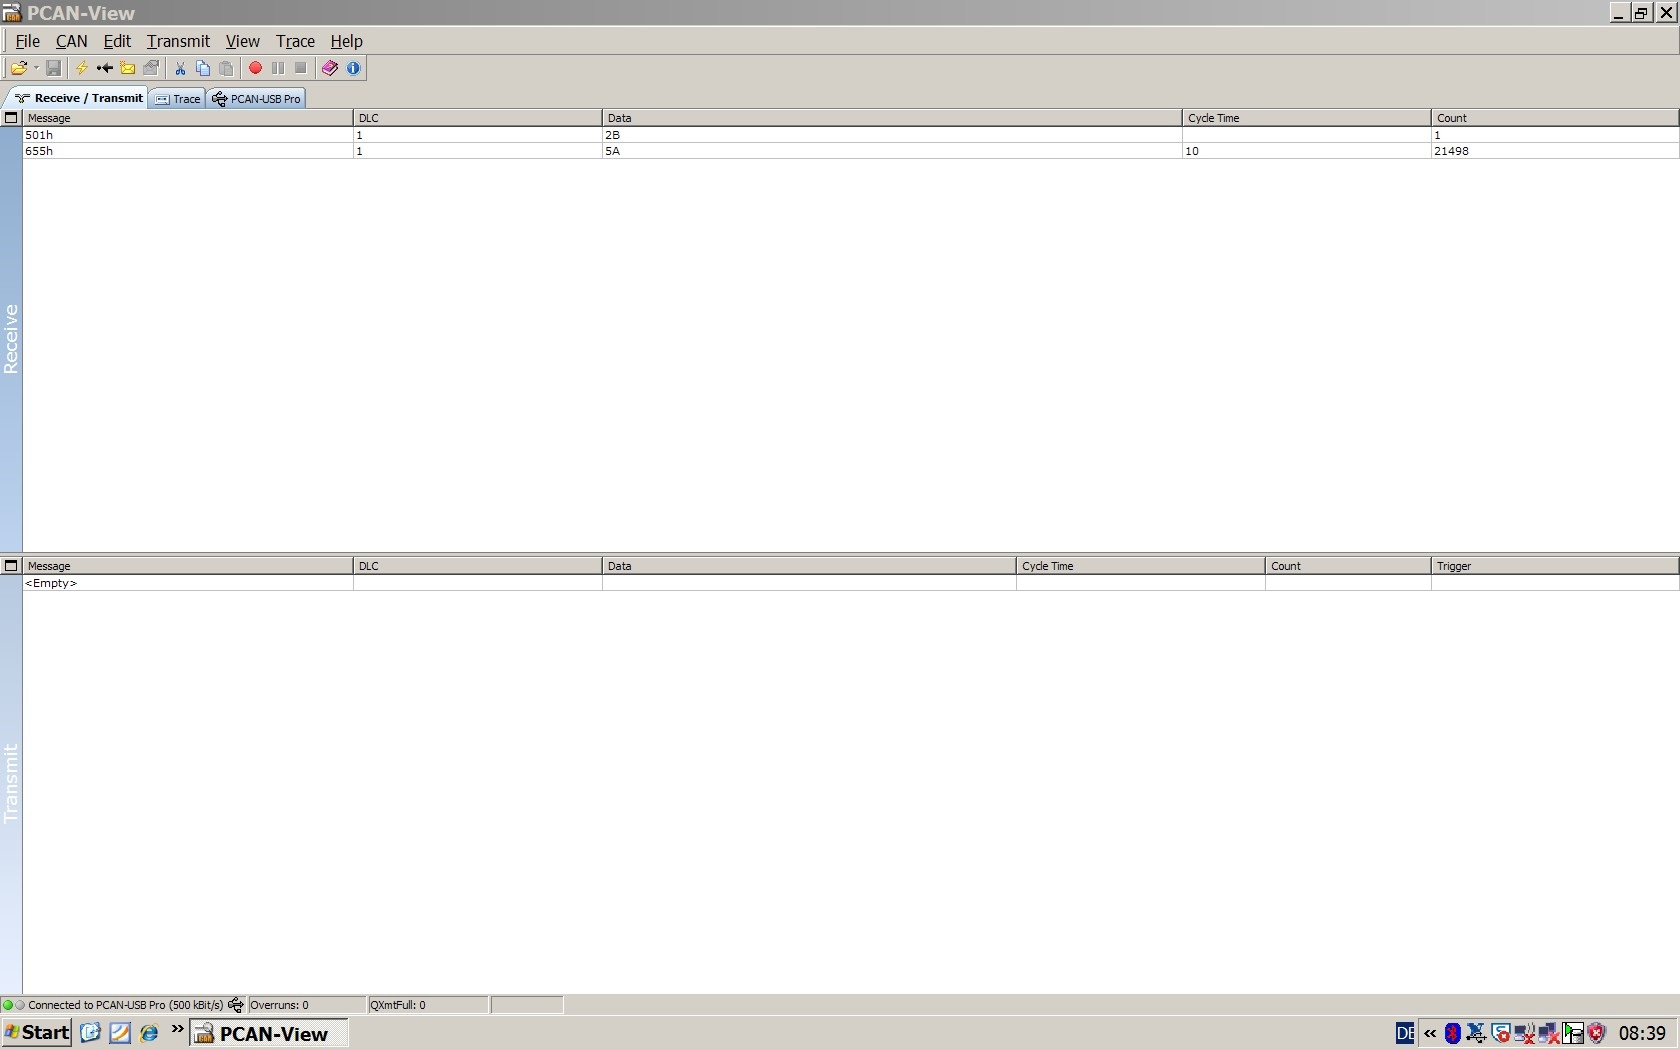 PCAN-View
File CAN Edit Transmit View Trace Help
Receive / Transmit Trace PCAN-USB Pro
Message DLC Data Cycle Time Count
501h 1 2B 1
655h 1 5A 10 21498
Receive
Message DLC Data Cycle Time Count Trigger
<Empty>
Transmit
Connected to PCAN-USB Pro (500 kBit/s) Overruns: 0 QXmtFull: 0
Start PCAN-View DE 08:39